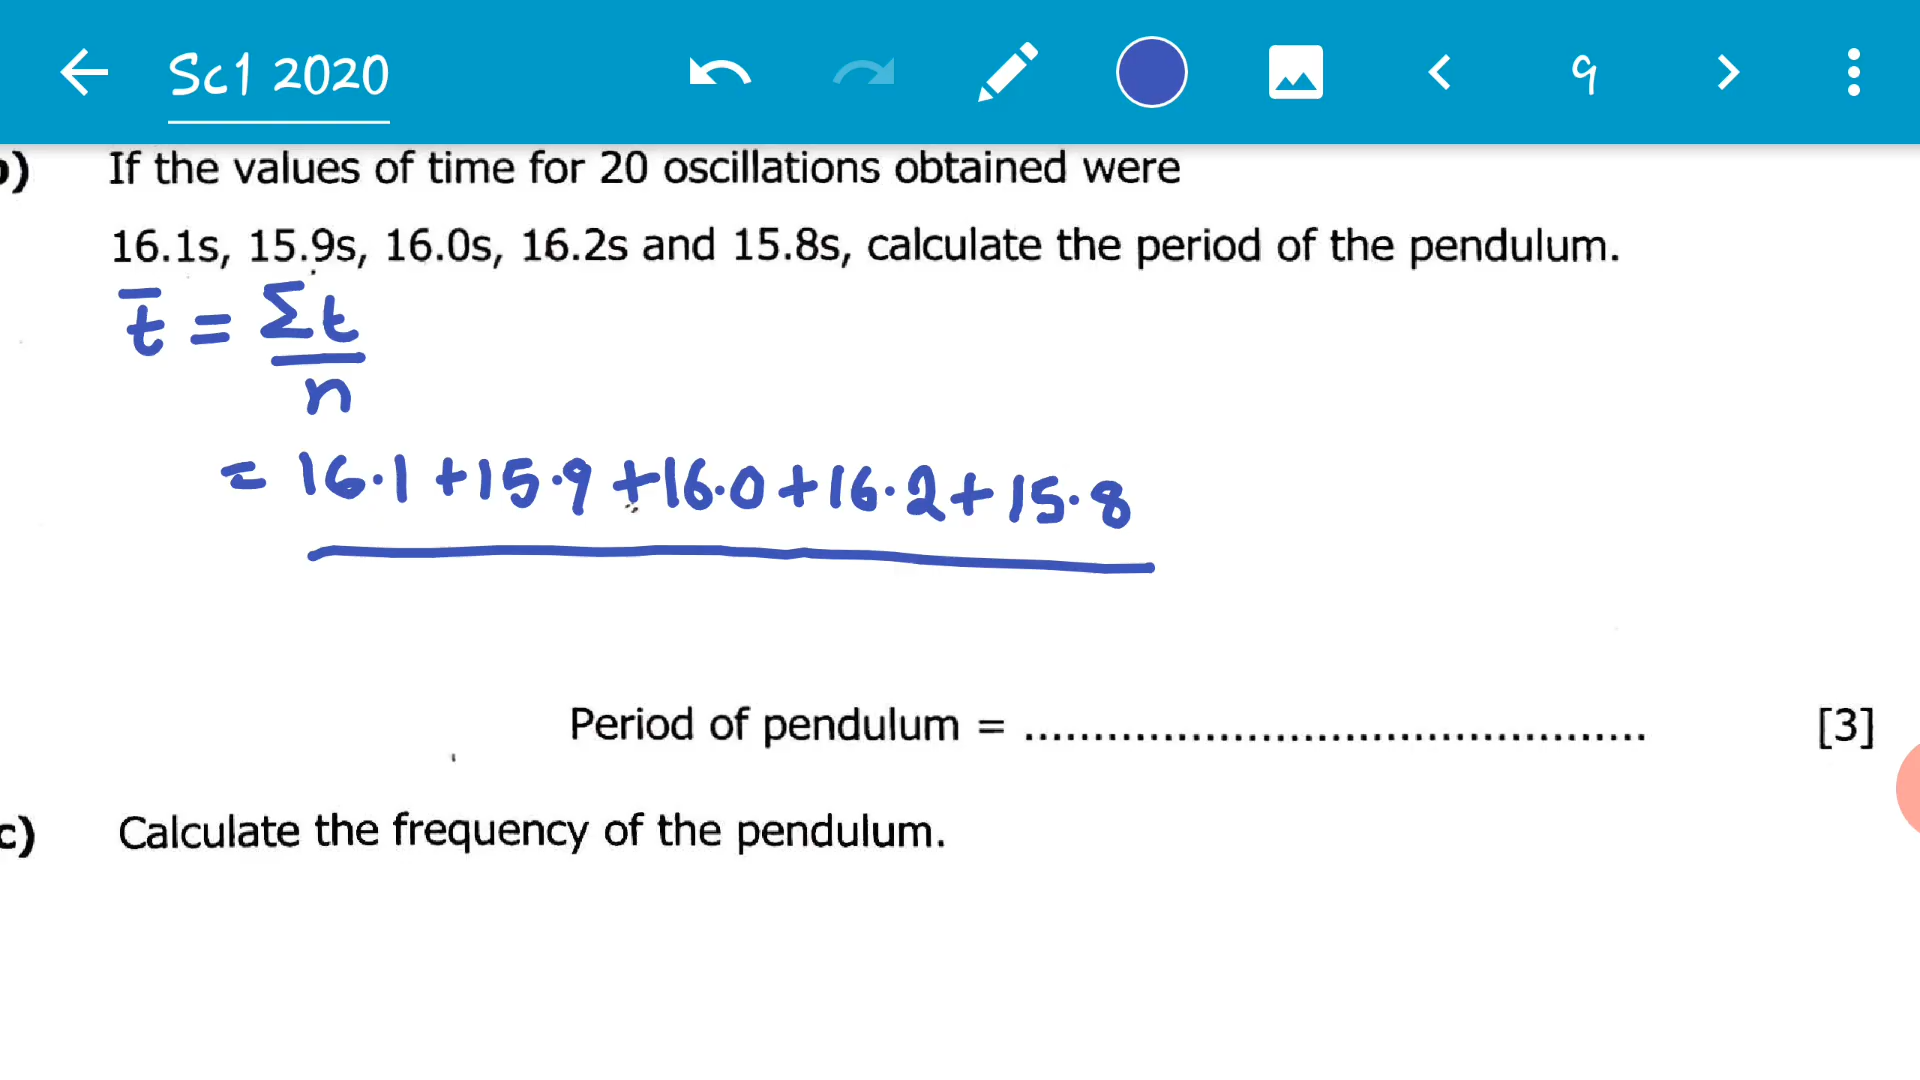 Sc1 2020
9
b) If the values of time for 20 oscillations obtained were
16.1s, 15.9s, 16.0s, 16.2s and 15.8s, calculate the period of the pendulum.
t̅ = Σt
n
= 16.1 + 15.9 + 16.0 + 16.2 + 15.8
Period of pendulum = ............................................. [3]
c) Calculate the frequency of the pendulum.